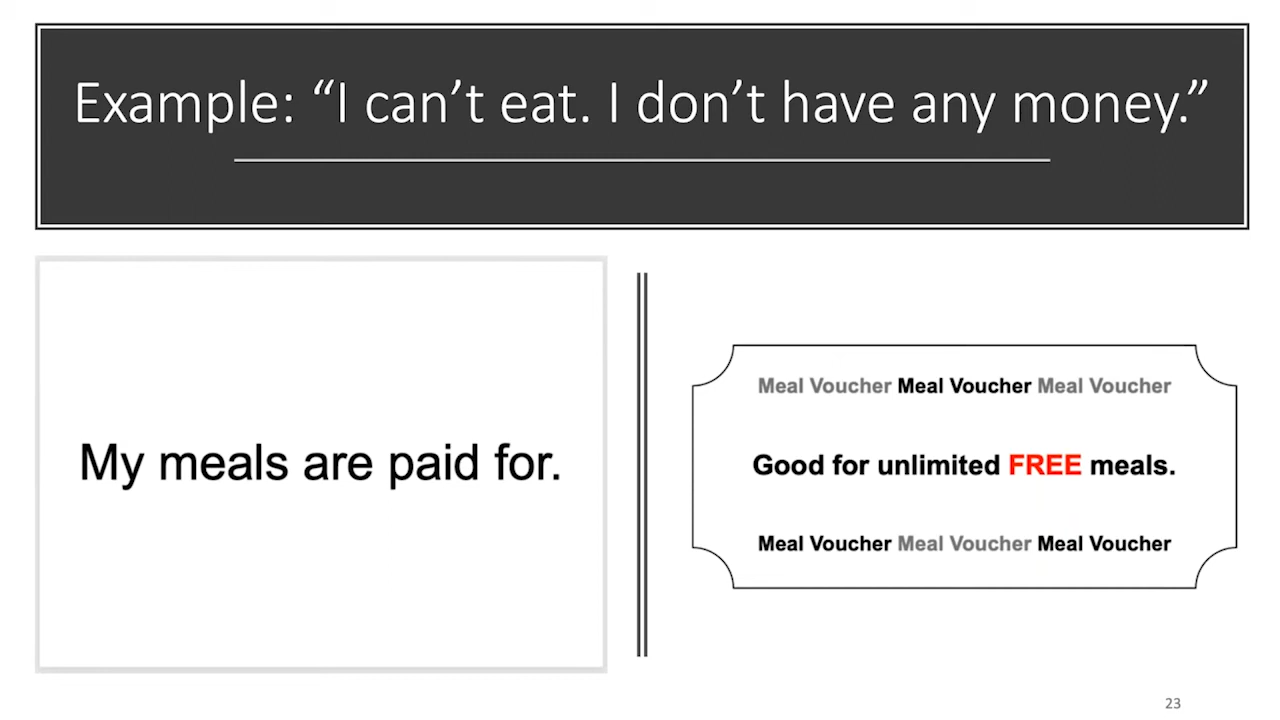 Example: “I can’t eat. I don’t have any money.”
My meals are paid for.
Meal Voucher Meal Voucher Meal Voucher
Good for unlimited FREE meals.
Meal Voucher Meal Voucher Meal Voucher
23